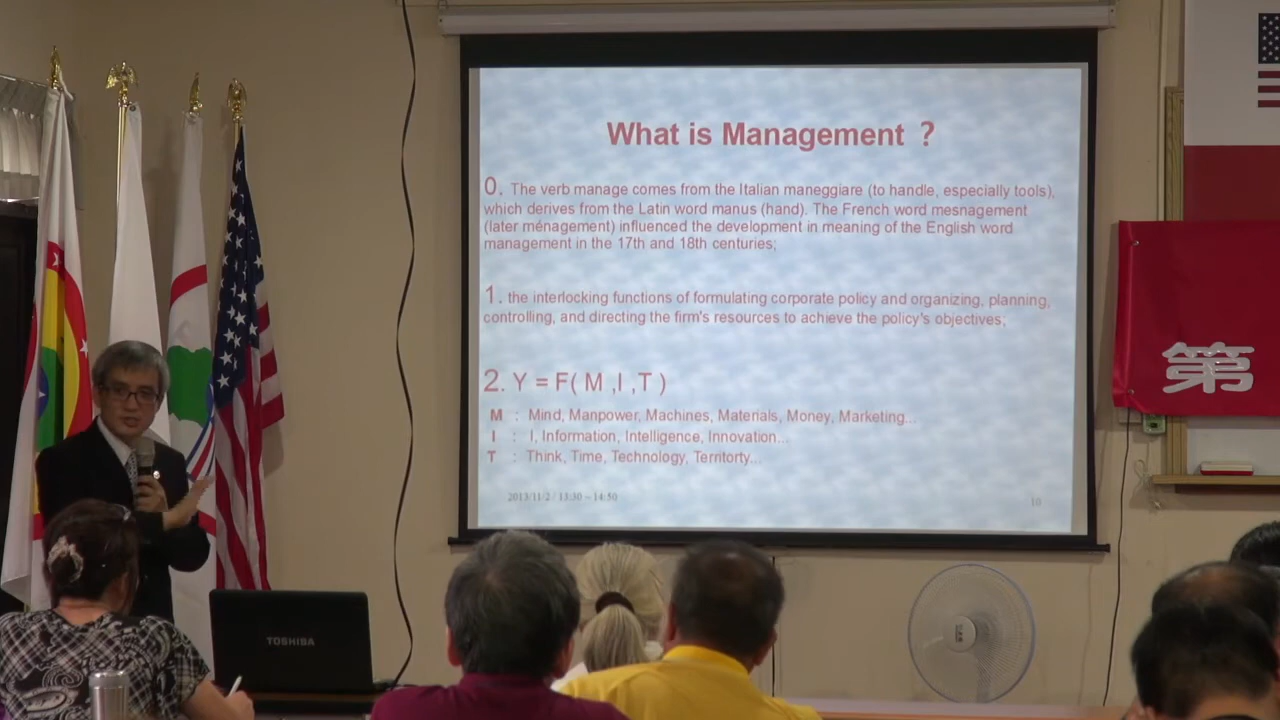 What is Management ?
0. The verb manage comes from the Italian maneggiare (to handle, especially tools),
which derives from the Latin word manus (hand). The French word mesnagement
(later ménagement) influenced the development in meaning of the English word
management in the 17th and 18th centuries;
1. the interlocking functions of formulating corporate policy and organizing, planning,
controlling, and directing the firm's resources to achieve the policy's objectives;
2. Y = F( M ,I ,T )
M : Mind, Manpower, Machines, Materials, Money, Marketing...
I : I, Information, Intelligence, Innovation...
T : Think, Time, Technology, Territorty...
2013/11/2 / 13:30 ~ 14:50
10
第
TOSHIBA